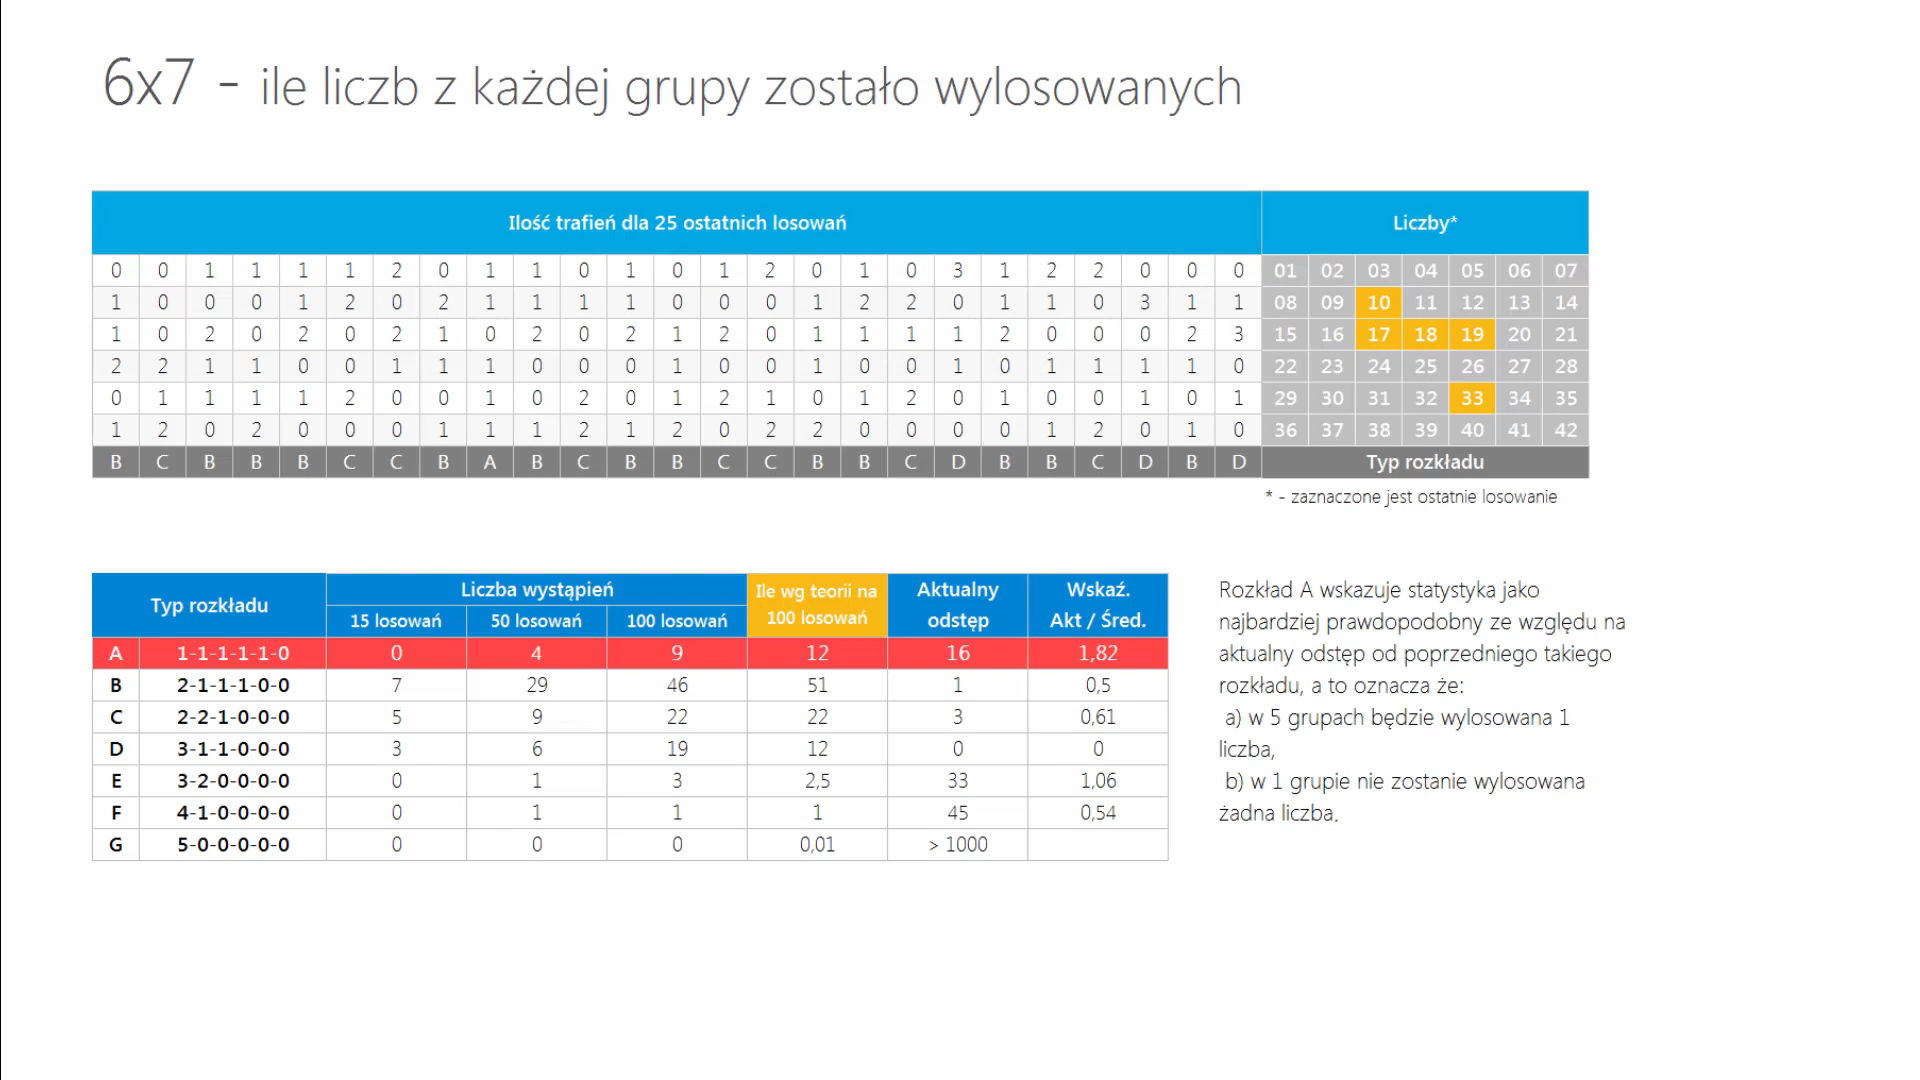 6x7 - ile liczb z każdej grupy zostało wylosowanych
Ilość trafień dla 25 ostatnich losowań Liczby*
0 0 1 1 1 1 2 0 1 1 0 1 0 1 2 0 1 0 3 1 2 2 0 0 0 01 02 03 04 05 06 07
1 0 0 0 1 2 0 2 1 1 1 1 0 0 0 1 2 2 0 1 1 0 3 1 1 08 09 10 11 12 13 14
1 0 2 0 2 0 2 1 0 2 0 2 1 2 0 1 1 1 1 2 0 0 0 2 3 15 16 17 18 19 20 21
2 2 1 1 0 0 1 1 1 0 0 0 1 0 0 1 0 0 1 0 1 1 1 1 0 22 23 24 25 26 27 28
0 1 1 1 1 2 0 0 1 0 2 0 1 2 1 0 1 2 0 1 0 0 1 0 1 29 30 31 32 33 34 35
1 2 0 2 0 0 0 1 1 1 2 1 2 0 2 2 0 0 0 0 1 2 0 1 0 36 37 38 39 40 41 42
B C B B B C C B A B C B B C C B B C D B B C D B D Typ rozkładu
* - zaznaczone jest ostatnie losowanie
Typ rozkładu Liczba wystąpień Ile wg teorii na 100 losowań Aktualny odstęp Wskaź. Akt / Śred.
15 losowań 50 losowań 100 losowań
A 1-1-1-1-1-0 0 4 9 12 16 1,82
B 2-1-1-1-0-0 7 29 46 51 1 0,5
C 2-2-1-0-0-0 5 9 22 22 3 0,61
D 3-1-1-0-0-0 3 6 19 12 0 0
E 3-2-0-0-0-0 0 1 3 2,5 33 1,06
F 4-1-0-0-0-0 0 1 1 1 45 0,54
G 5-0-0-0-0-0 0 0 0 0,01 > 1000
Rozkład A wskazuje statystyka jako
najbardziej prawdopodobny ze względu na
aktualny odstęp od poprzedniego takiego
rozkładu, a to oznacza że:
a) w 5 grupach będzie wylosowana 1
liczba,
b) w 1 grupie nie zostanie wylosowana
żadna liczba.